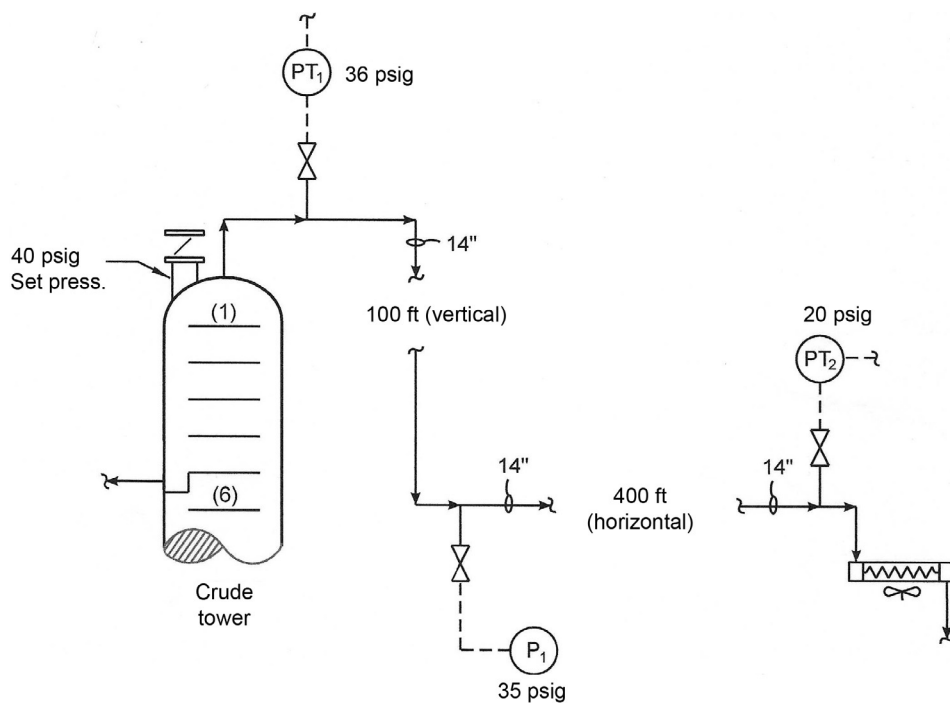 PT1
36 psig
40 psig
Set press.
14"
(1)
100 ft (vertical)
20 psig
PT2
14"
14"
(6)
400 ft
(horizontal)
Crude
tower
P1
35 psig